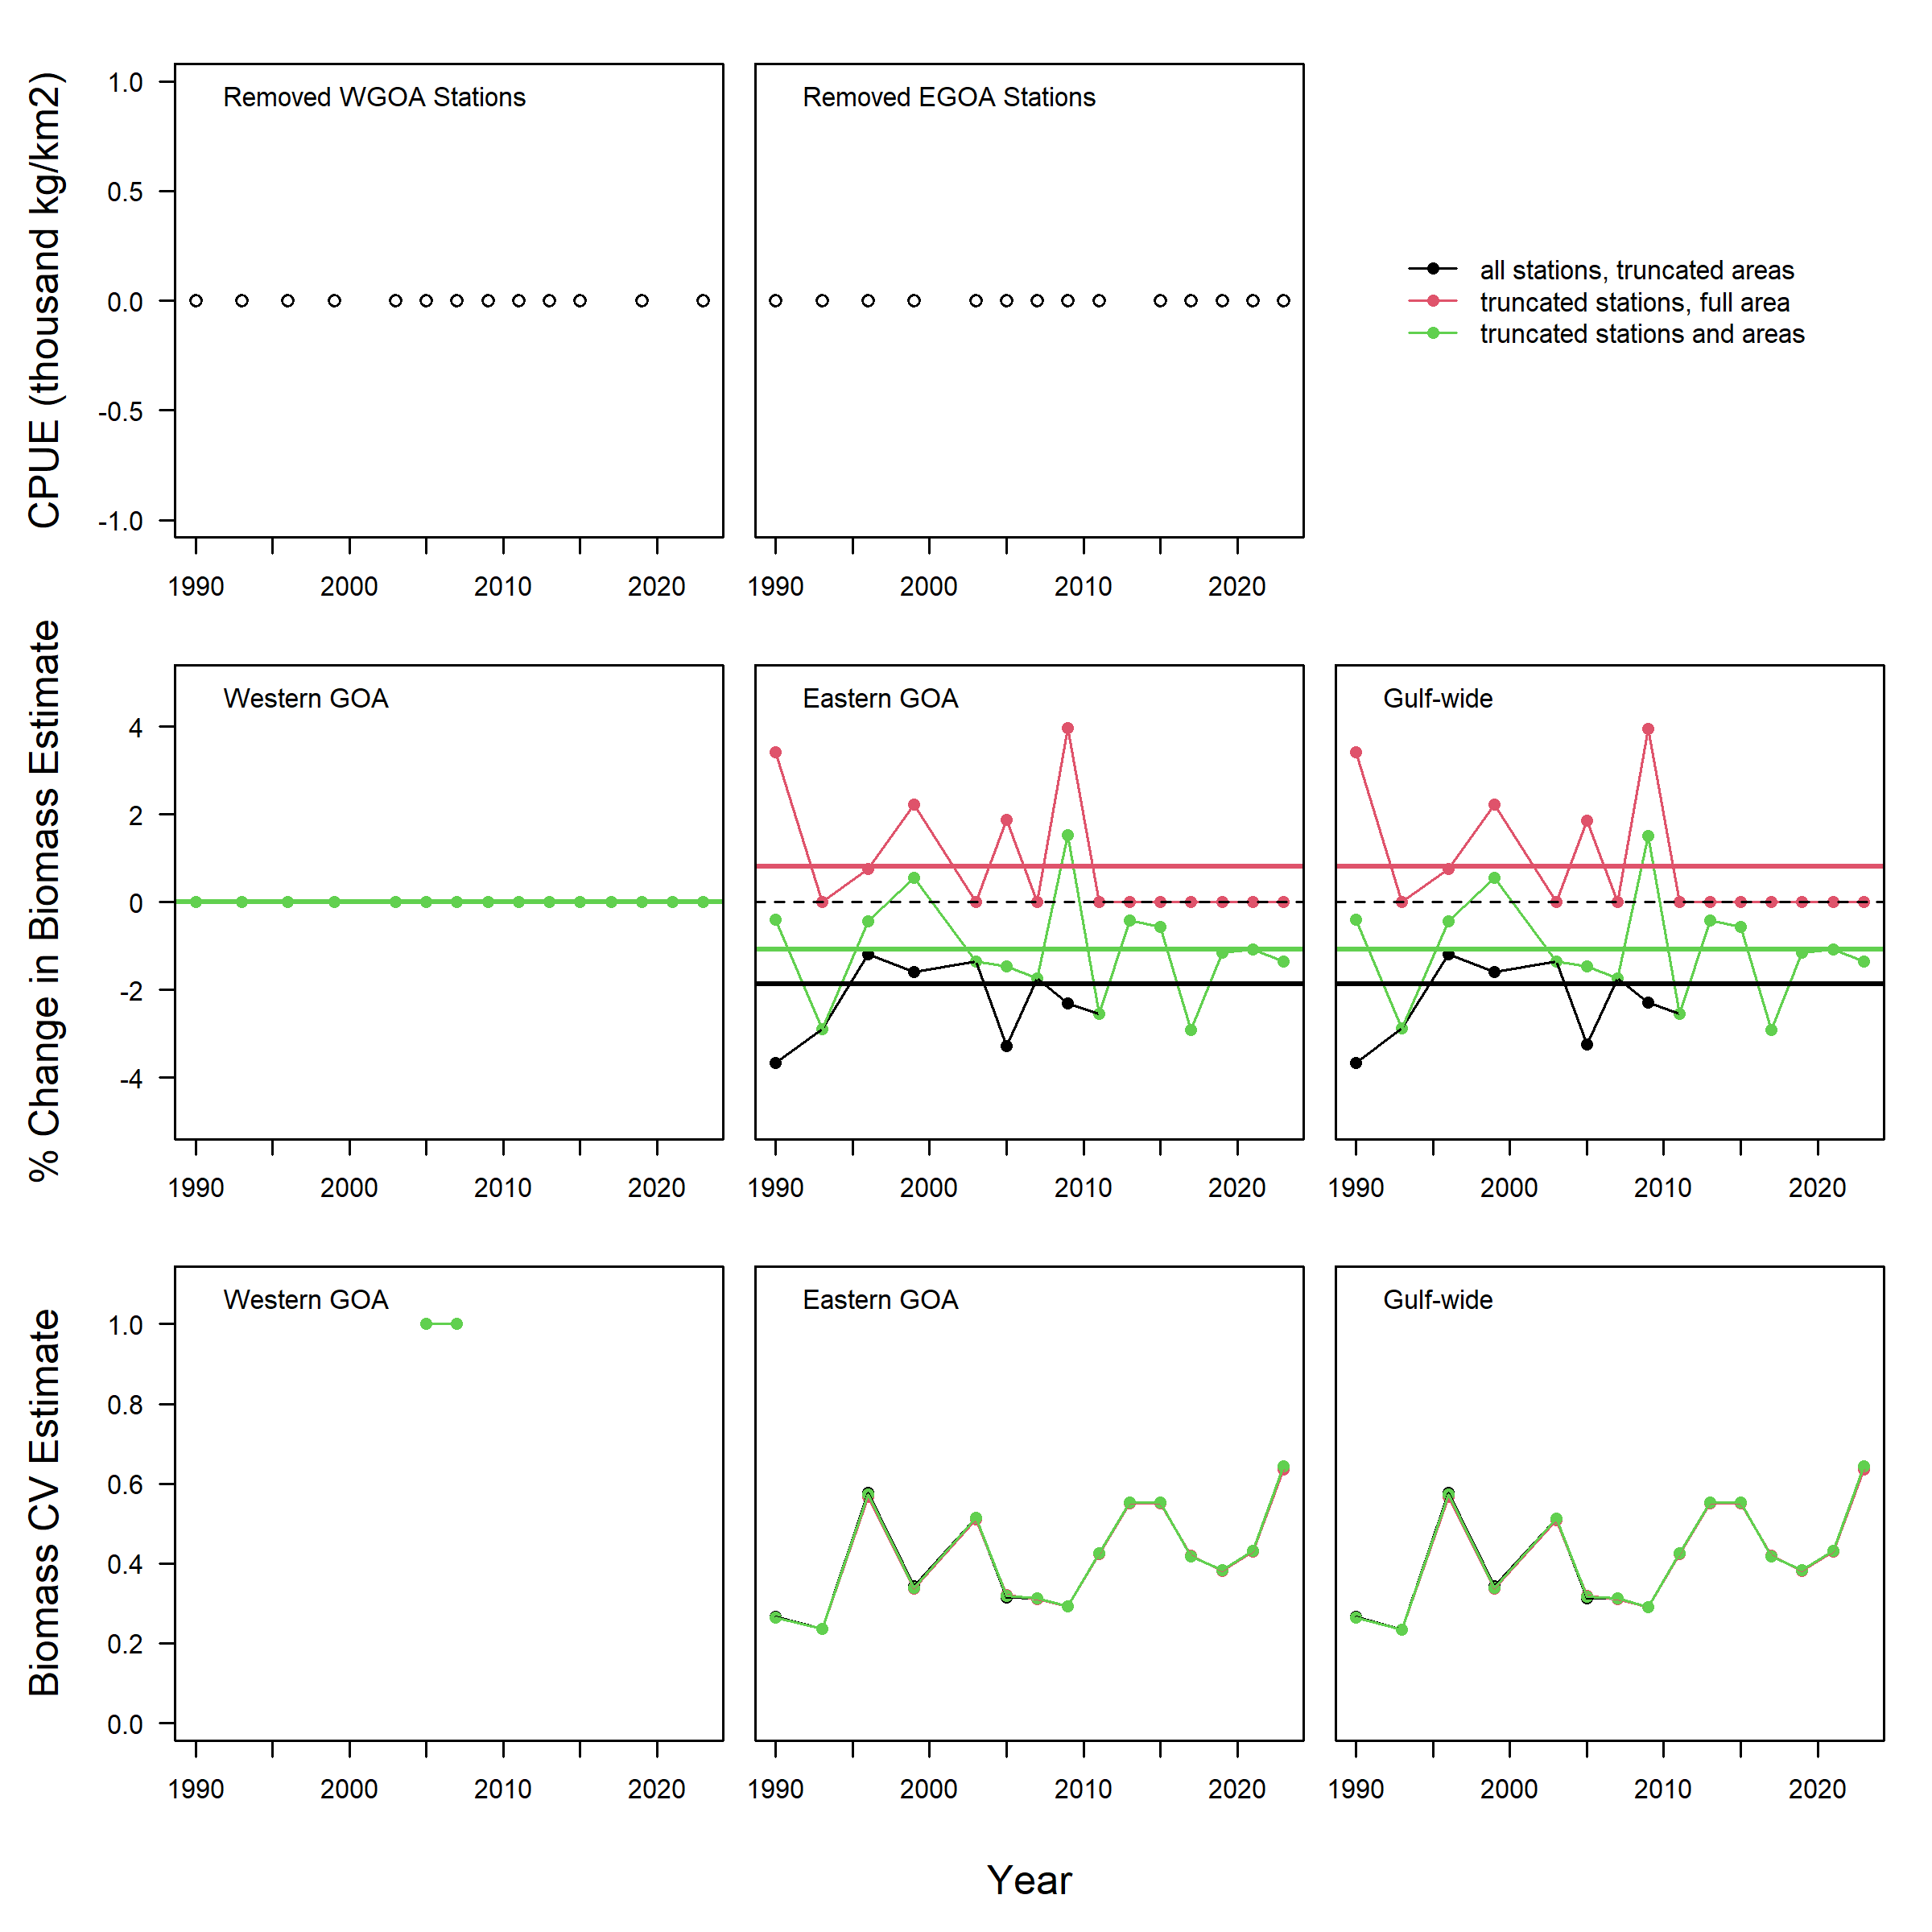 CPUE (thousand kg/km2)
1.0
0.5
0.0
-0.5
-1.0
Removed WGOA Stations
1990 2000 2010 2020
Removed EGOA Stations
1990 2000 2010 2020
all stations, truncated areas
truncated stations, full area
truncated stations and areas
% Change in Biomass Estimate
4
2
0
-2
-4
Western GOA
1990 2000 2010 2020
Eastern GOA
1990 2000 2010 2020
Gulf-wide
1990 2000 2010 2020
Biomass CV Estimate
1.0
0.8
0.6
0.4
0.2
0.0
Western GOA
1990 2000 2010 2020
Eastern GOA
1990 2000 2010 2020
Gulf-wide
1990 2000 2010 2020
Year